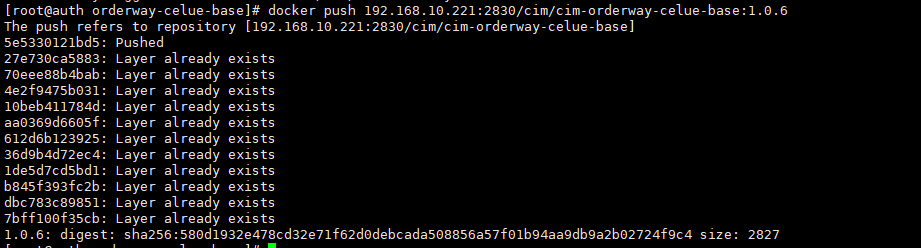 [root@auth orderway-celue-base]# docker push 192.168.10.221:2830/cim/cim-orderway-celue-base:1.0.6
The push refers to repository [192.168.10.221:2830/cim/cim-orderway-celue-base]
5e5330121bd5: Pushed
27e730ca5883: Layer already exists
70eee88b4bab: Layer already exists
4e2f9475b031: Layer already exists
10beb411784d: Layer already exists
aa0369d6605f: Layer already exists
612d6b123925: Layer already exists
36d9b4d72ec4: Layer already exists
1de5d7cd5bd1: Layer already exists
b845f393fc2b: Layer already exists
dbc783c89851: Layer already exists
7bff100f35cb: Layer already exists
1.0.6: digest: sha256:580d1932e478cd32e71f62d0debcada508856a57f01b94aa9db9a2b02724f9c4 size: 2827